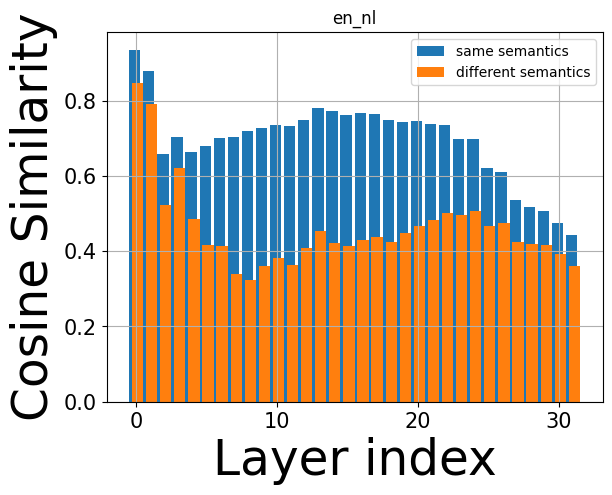 en_nl
same semantics
different semantics
Cosine Similarity
0.8
0.6
0.4
0.2
0.0
0 10 20 30
Layer index